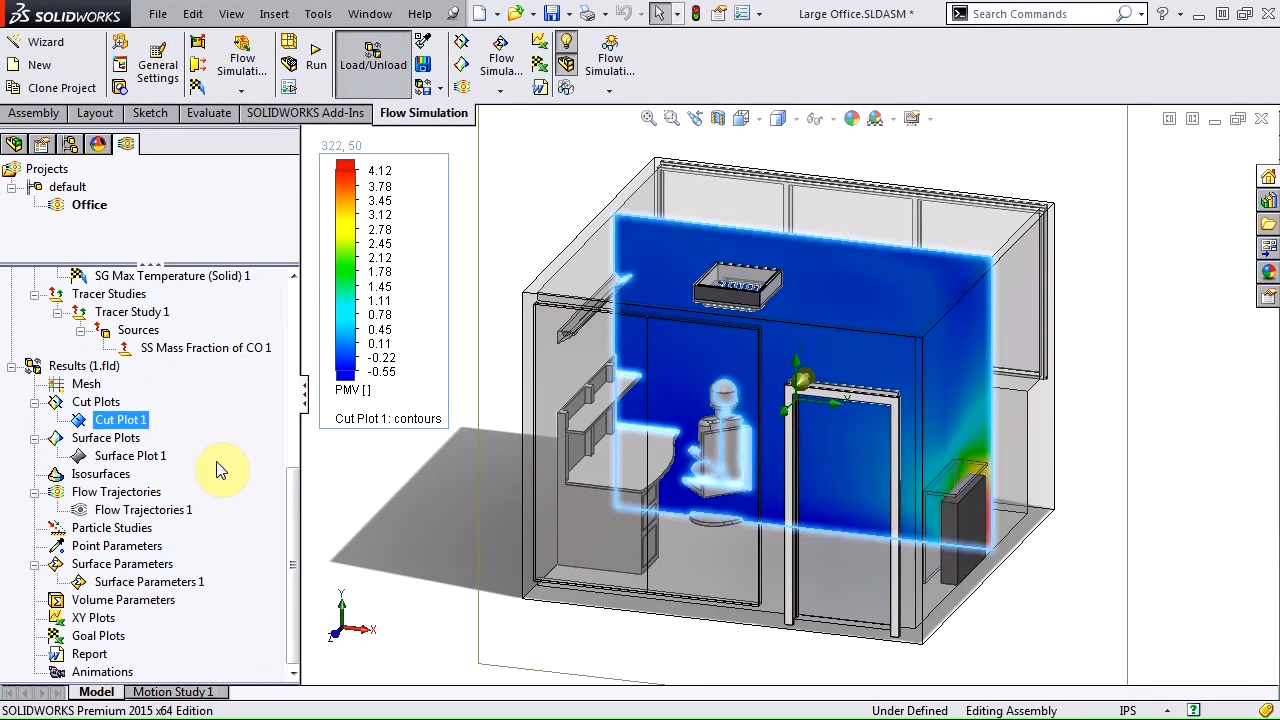 SOLIDWORKS File Edit View Insert Tools Window Help Large Office.SLDASM * Search Commands
Wizard
New
Clone Project
General Settings
Flow Simulati...
Run
Load/Unload
Flow Simula...
Flow Simulati...
Assembly Layout Sketch Evaluate SOLIDWORKS Add-Ins Flow Simulation
Projects
default
Office
SG Max Temperature (Solid) 1
Tracer Studies
Tracer Study 1
Sources
SS Mass Fraction of CO 1
Results (1.fld)
Mesh
Cut Plots
Cut Plot 1
Surface Plots
Surface Plot 1
Isosurfaces
Flow Trajectories
Flow Trajectories 1
Particle Studies
Point Parameters
Surface Parameters
Surface Parameters 1
Volume Parameters
XY Plots
Goal Plots
Report
Animations
322, 50
4.12
3.78
3.45
3.12
2.78
2.45
2.12
1.78
1.45
1.11
0.78
0.45
0.11
-0.22
-0.55
PMV [ ]
Cut Plot 1: contours
Y
X
Z
Model Motion Study 1
SOLIDWORKS Premium 2015 x64 Edition Under Defined Editing Assembly IPS